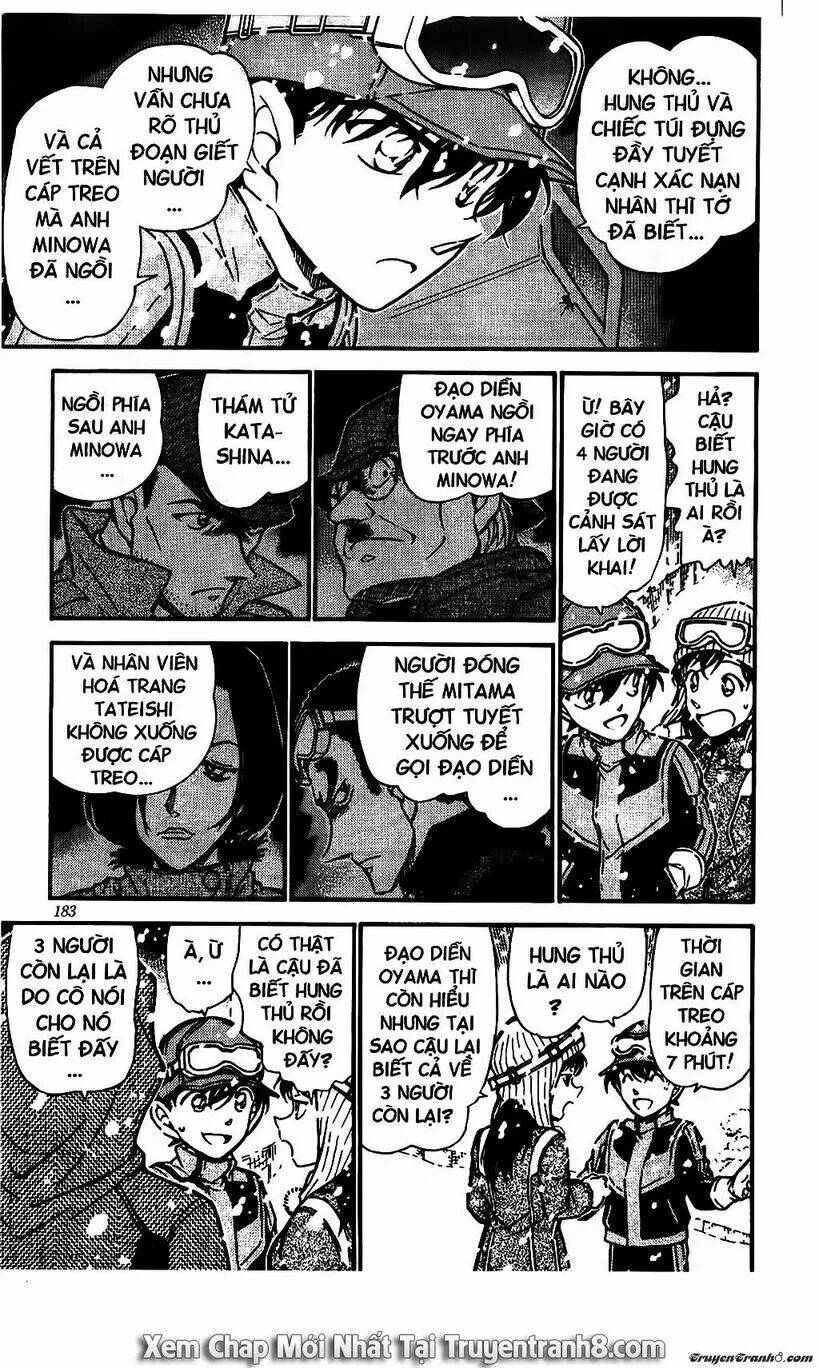 KHÔNG...
HUNG THỦ VÀ
CHIẾC TÚI ĐỰNG
ĐẦY TUYẾT
CẠNH XÁC NẠN
NHÂN THÌ TỚ
ĐÃ BIẾT...
NHƯNG
VẤN CHƯA
RÕ THỦ
ĐOẠN GIẾT
NGƯỜI
...
VÀ CẢ
VẾT TRÊN
CÁP TREO
MÀ ANH
MINOWA
ĐÃ NGỒI
...
HẢ?
CẬU
BIẾT
HUNG
THỦ LÀ
AI RỒI
À?
Ừ! BÂY
GIỜ CÓ
4 NGƯỜI
ĐANG
ĐƯỢC
CẢNH SÁT
LẤY LỜI
KHAI!
ĐẠO DIỄN
OYAMA NGỒI
NGAY PHÍA
TRƯỚC ANH
MINOWA!
THÁM TỬ
KATA-
SHINA...
NGỒI PHÍA
SAU ANH
MINOWA
...
NGƯỜI ĐÓNG
THẾ MITAMA
TRƯỢT TUYẾT
XUỐNG ĐỂ
GỌI ĐẠO DIỄN
...
VÀ NHÂN VIÊN
HOÁ TRANG
TATEISHI
KHÔNG XUỐNG
ĐƯỢC CÁP
TREO...
183
THỜI
GIAN
TRÊN CÁP
TREO
KHOẢNG
7 PHÚT!
HUNG THỦ
LÀ AI NÀO
?
ĐẠO DIỄN
OYAMA THÌ
CÒN HIỂU
NHƯNG TẠI
SAO CẬU LẠI
BIẾT CẢ VỀ
3 NGƯỜI
CÒN LẠI?
CÓ THẬT
LÀ CẬU ĐÃ
BIẾT HUNG
THỦ RỒI
KHÔNG
ĐẤY?
À, Ừ
...
3 NGƯỜI
CÒN LẠI LÀ
DO CÔ NÓI
CHO NÓ
BIẾT ĐẤY
...
Xem Chap Mới Nhất Tại Truyentranh8.com
TruyenTranh8.com